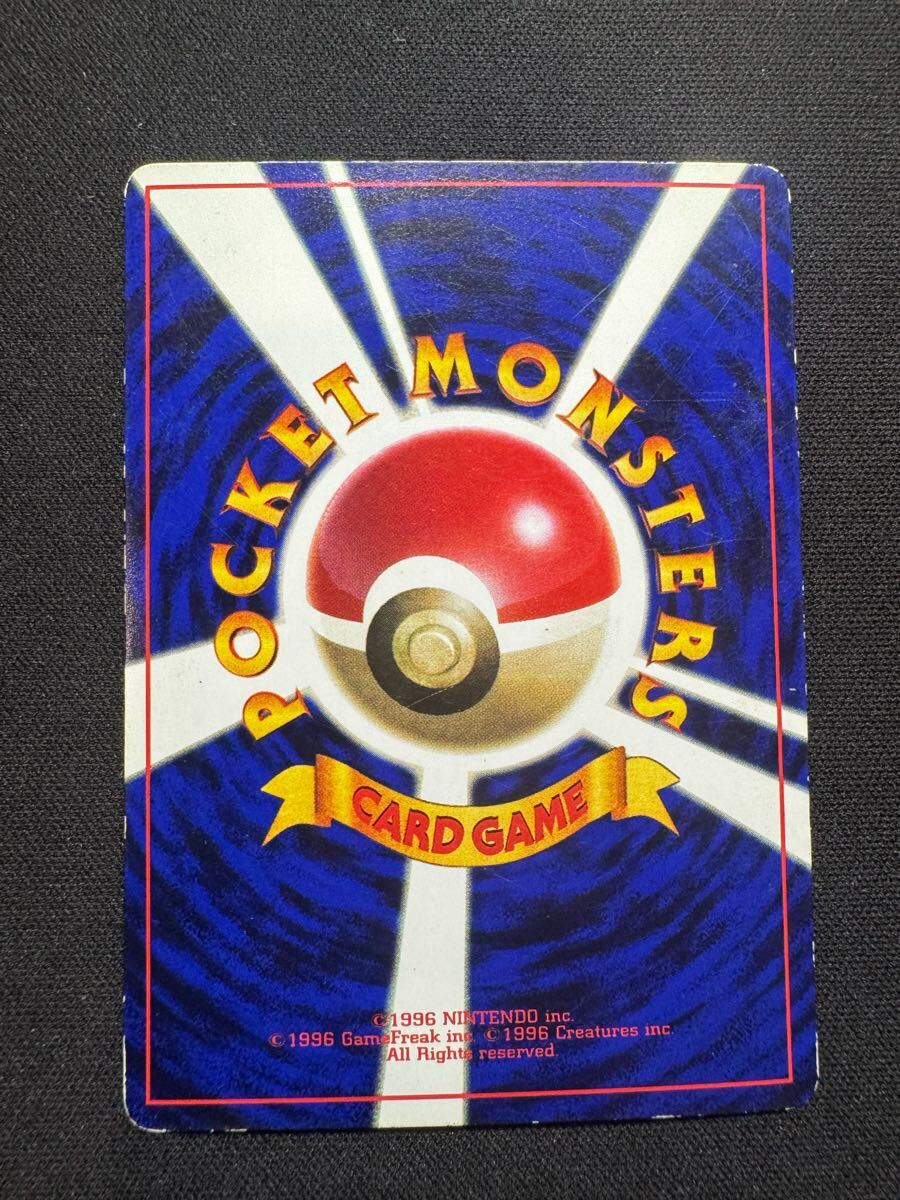 POCKET MONSTERS
CARD GAME
©1996 NINTENDO inc.
©1996 GameFreak inc. ©1996 Creatures inc.
All Rights reserved.